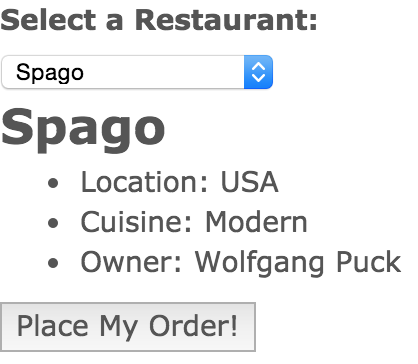 Select a Restaurant:
Spago
Spago
• Location: USA
• Cuisine: Modern
• Owner: Wolfgang Puck
Place My Order!